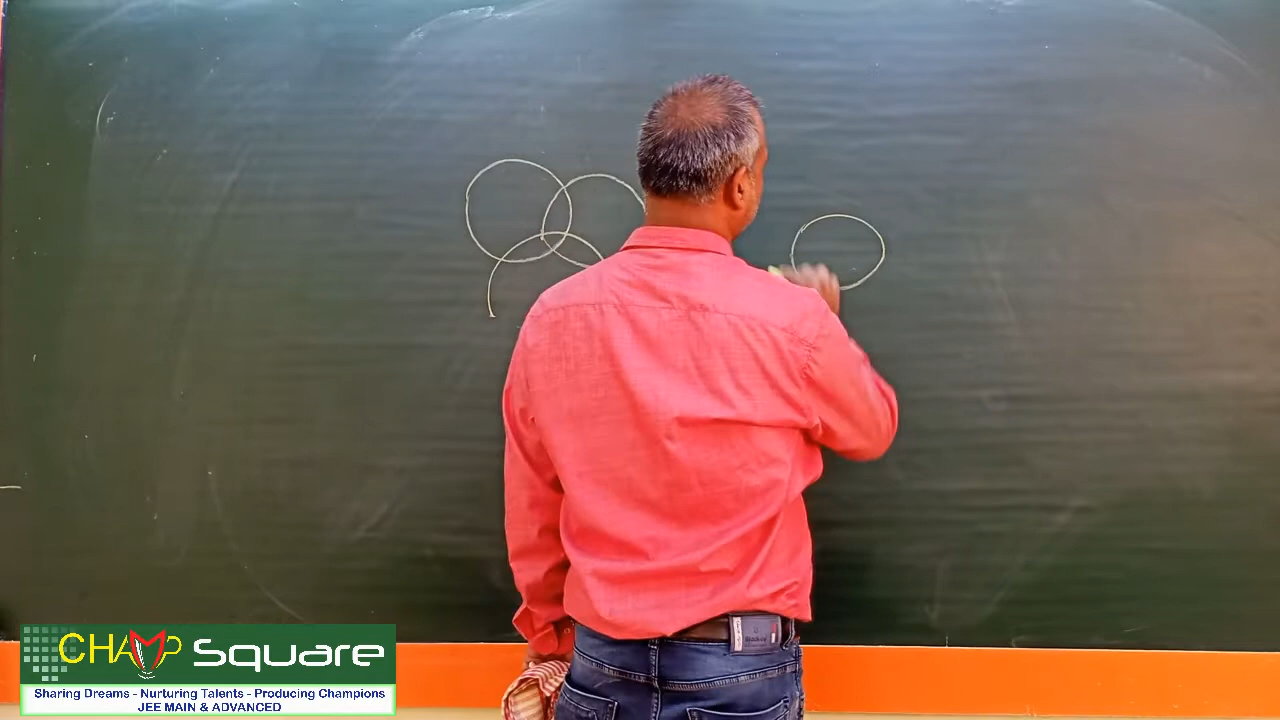 CHAMP Square
Sharing Dreams - Nurturing Talents - Producing Champions
JEE MAIN & ADVANCED